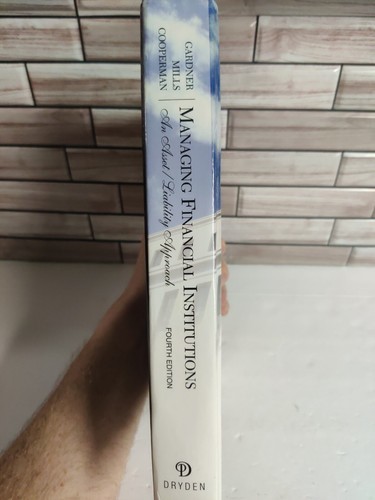 GARDNER
MILLS
COOPERMAN
MANAGING FINANCIAL INSTITUTIONS
An Asset / Liability Approach
FOURTH EDITION
D
DRYDEN